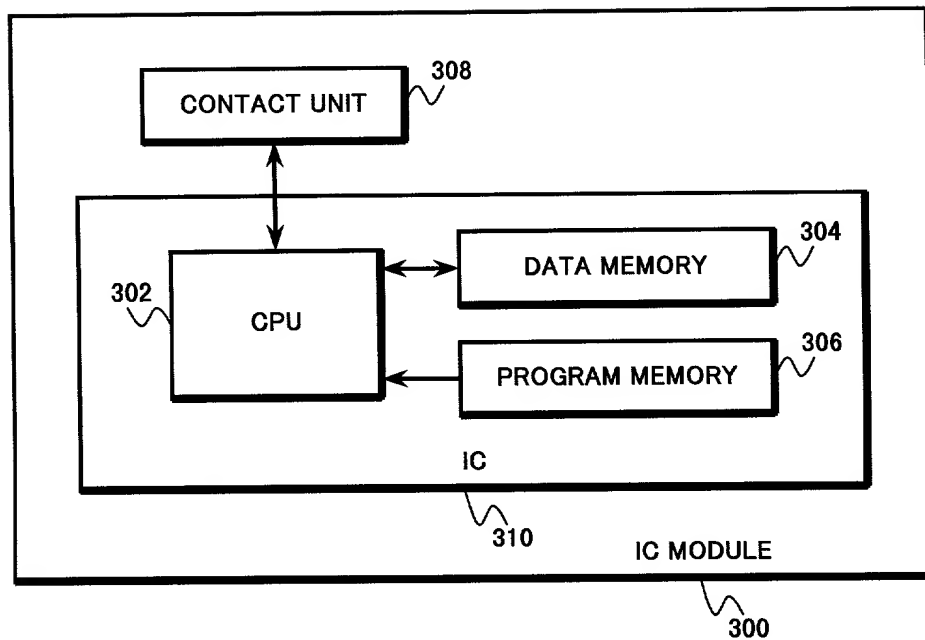 308
CONTACT UNIT
304
DATA MEMORY
302
CPU
306
PROGRAM MEMORY
IC
310
IC MODULE
300